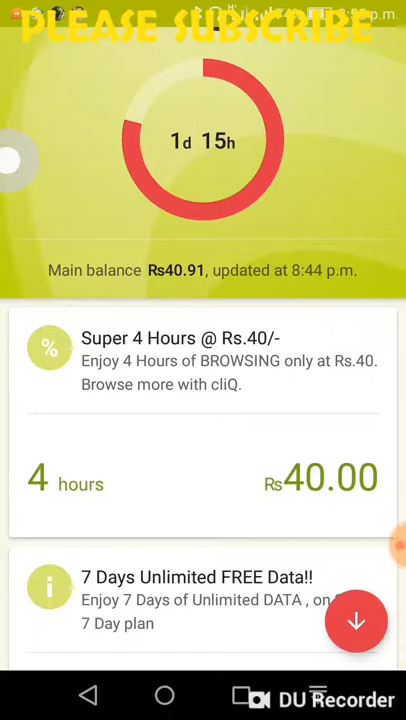 PLEASE SUBSCRIBE
1d 15h
Main balance Rs40.91, updated at 8:44 p.m.
%
Super 4 Hours @ Rs.40/-
Enjoy 4 Hours of BROWSING only at Rs.40.
Browse more with cliQ.
4 hours
Rs40.00
i
7 Days Unlimited FREE Data!!
Enjoy 7 Days of Unlimited DATA , on
7 Day plan
DU Recorder